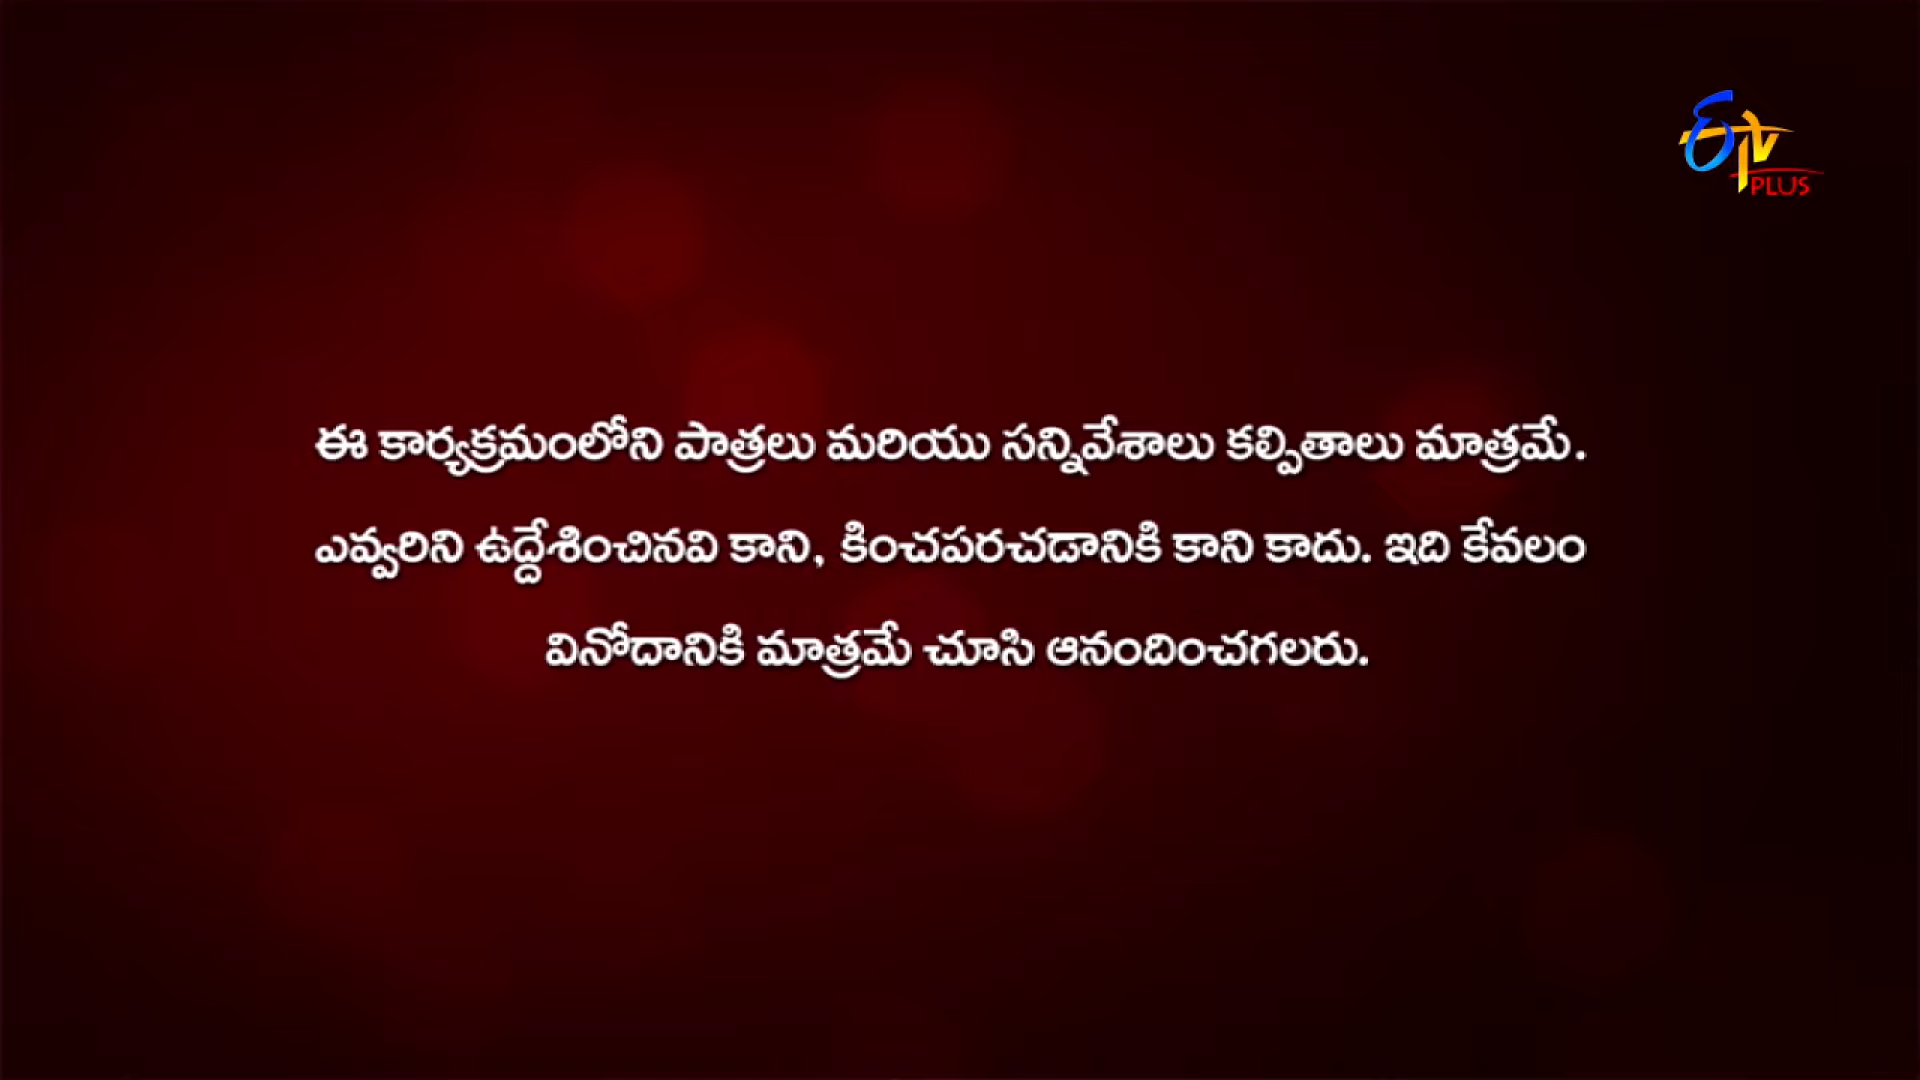 ETV
PLUS
ఈ కార్యక్రమంలోని పాత్రలు మరియు సన్నివేశాలు కల్పితాలు మాత్రమే.
ఎవ్వరిని ఉద్దేశించినవి కాని, కించపరచడానికి కాని కాదు. ఇది కేవలం
వినోదానికి మాత్రమే చూసి ఆనందించగలరు.